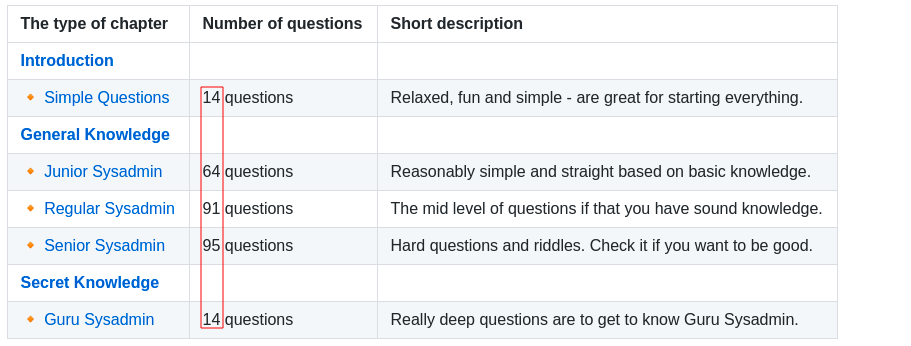 The type of chapter Number of questions Short description
Introduction
Simple Questions 14 questions Relaxed, fun and simple - are great for starting everything.
General Knowledge
Junior Sysadmin 64 questions Reasonably simple and straight based on basic knowledge.
Regular Sysadmin 91 questions The mid level of questions if that you have sound knowledge.
Senior Sysadmin 95 questions Hard questions and riddles. Check it if you want to be good.
Secret Knowledge
Guru Sysadmin 14 questions Really deep questions are to get to know Guru Sysadmin.